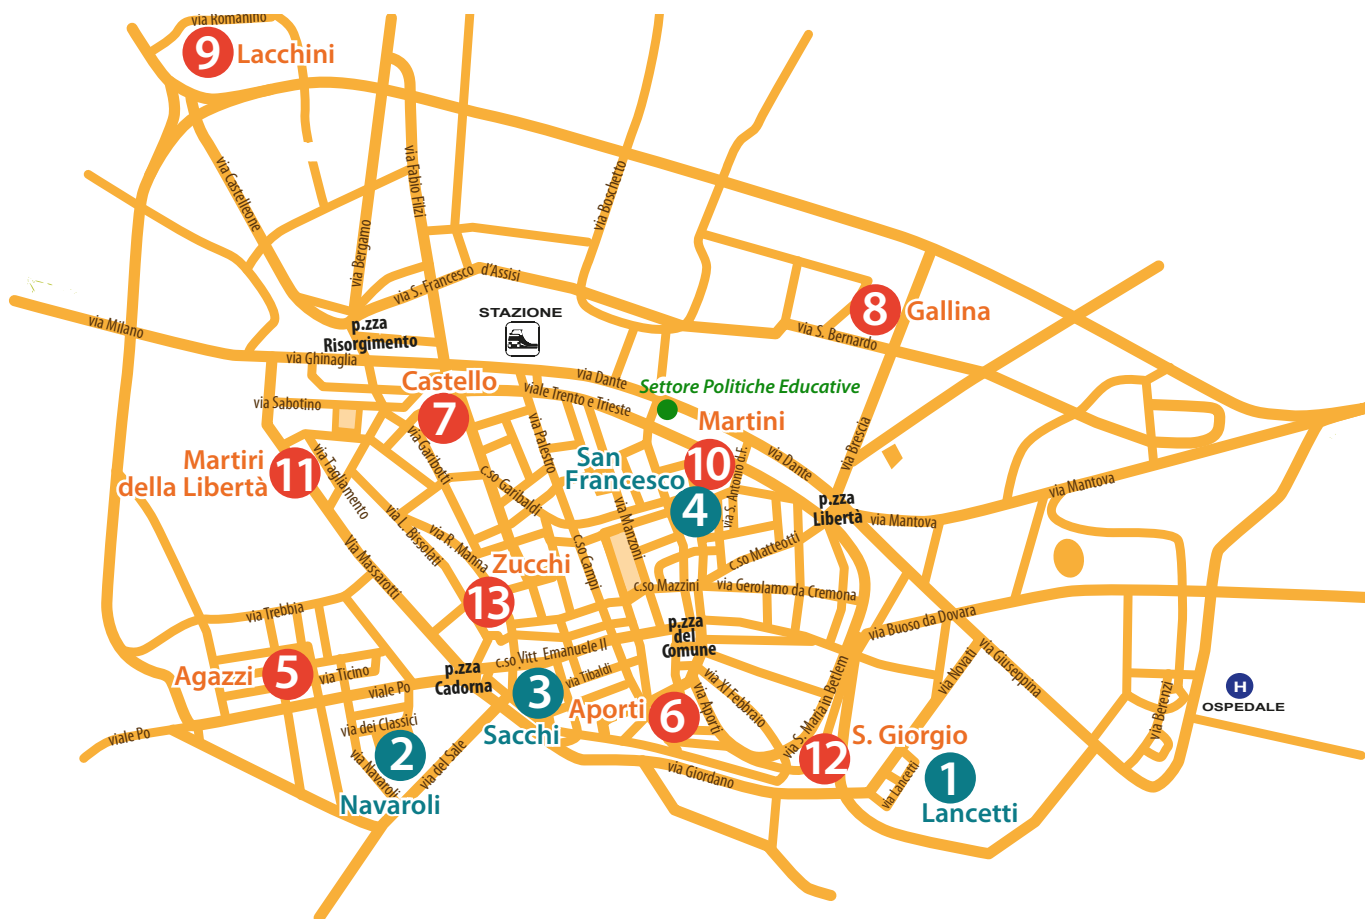 via Romanino
9 Lacchini
via Castelleone
via Fabio Filzi
via Boschetto
via Bergamo
via S. Francesco d'Assisi
via Milano
p.zza
Risorgimento
STAZIONE
8 Gallina
via S. Bernardo
via Ghinaglia
via Dante
Settore Politiche Educative
Castello
7
viale Trento e Trieste
via Sabotino
Martini
10
via Palestro
via Garibotti
via Brescia
via Dante
San
Francesco
4
Martiri
della Libertà
11
via Tagliamento
c.so Garibaldi
via S. Antonio d.F.
via Mantova
p.zza
Libertà
via Mantova
via L. Bissolati
via R. Manna
via Manzoni
via Massarotti
c.so Campi
c.so Matteotti
Zucchi
13
c.so Mazzini
via Gerolamo da Cremona
via Trebbia
via Buoso da Dovara
p.zza
del
Comune
c.so Vitt Emanuele II
via Giuseppina
via Novati
Agazzi
5
via Ticino
p.zza
Cadorna
via Tibaldi
viale Po
3
Sacchi
Aporti
6
via Aporti
via XI Febbraio
via S. Maria in Betlem
via Berenzi
H
OSPEDALE
viale Po
via dei Classici
2
Navaroli
via Navaroli
via del Sale
via Giordano
12
S. Giorgio
via Lancetti
1
Lancetti